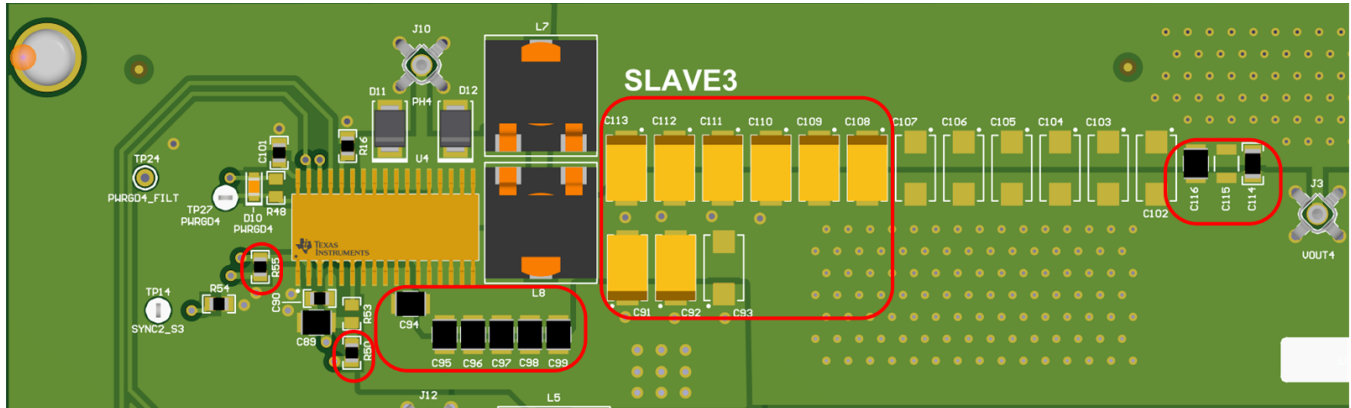 J10
L7
SLAVE3
D11
D12
PH4
C113
C112
C111
C110
C109
C108
C107
C106
C105
C104
C103
C102
C101
R16
U4
TP24
PWRGD4_FILT
C116
C115
C114
J3
VOUT4
TP27
PWRGD4
D10
PWRGD4
R48
TEXAS
INSTRUMENTS
R55
L8
TP14
SYNC2_S3
R54
C90
R53
C89
R50
C94
C95
C96
C97
C98
C99
C91
C92
C93
J12
L5